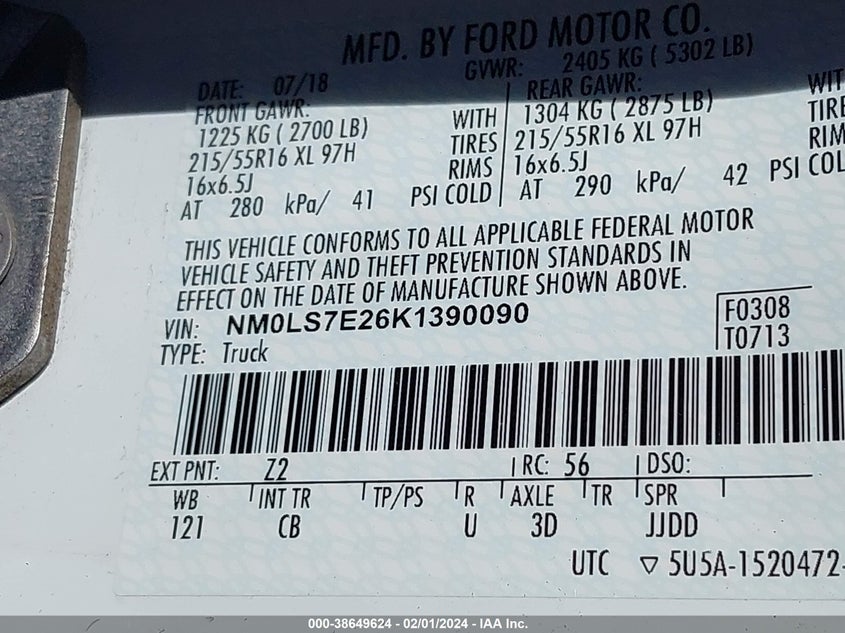 MFD. BY FORD MOTOR CO.
DATE: 07/18 GVWR: 2405 KG ( 5302 LB)
FRONT GAWR: REAR GAWR:
1225 KG ( 2700 LB) WITH 1304 KG ( 2875 LB) WIT
215/55R16 XL 97H TIRES 215/55R16 XL 97H TIRE
16x6.5J RIMS 16x6.5J RIM
AT 280 kPa/ 41 PSI COLD AT 290 kPa/ 42 PSI COL
THIS VEHICLE CONFORMS TO ALL APPLICABLE FEDERAL MOTOR
VEHICLE SAFETY AND THEFT PREVENTION STANDARDS IN
EFFECT ON THE DATE OF MANUFACTURE SHOWN ABOVE.
VIN: NM0LS7E26K1390090 F0308
TYPE: Truck T0713
EXT PNT: Z2 RC: 56 DSO:
WB INT TR TP/PS R AXLE TR SPR
121 CB U 3D JJDD
UTC ▽ 5U5A-1520472-
000-38649624 - 02/01/2024 - IAA Inc.